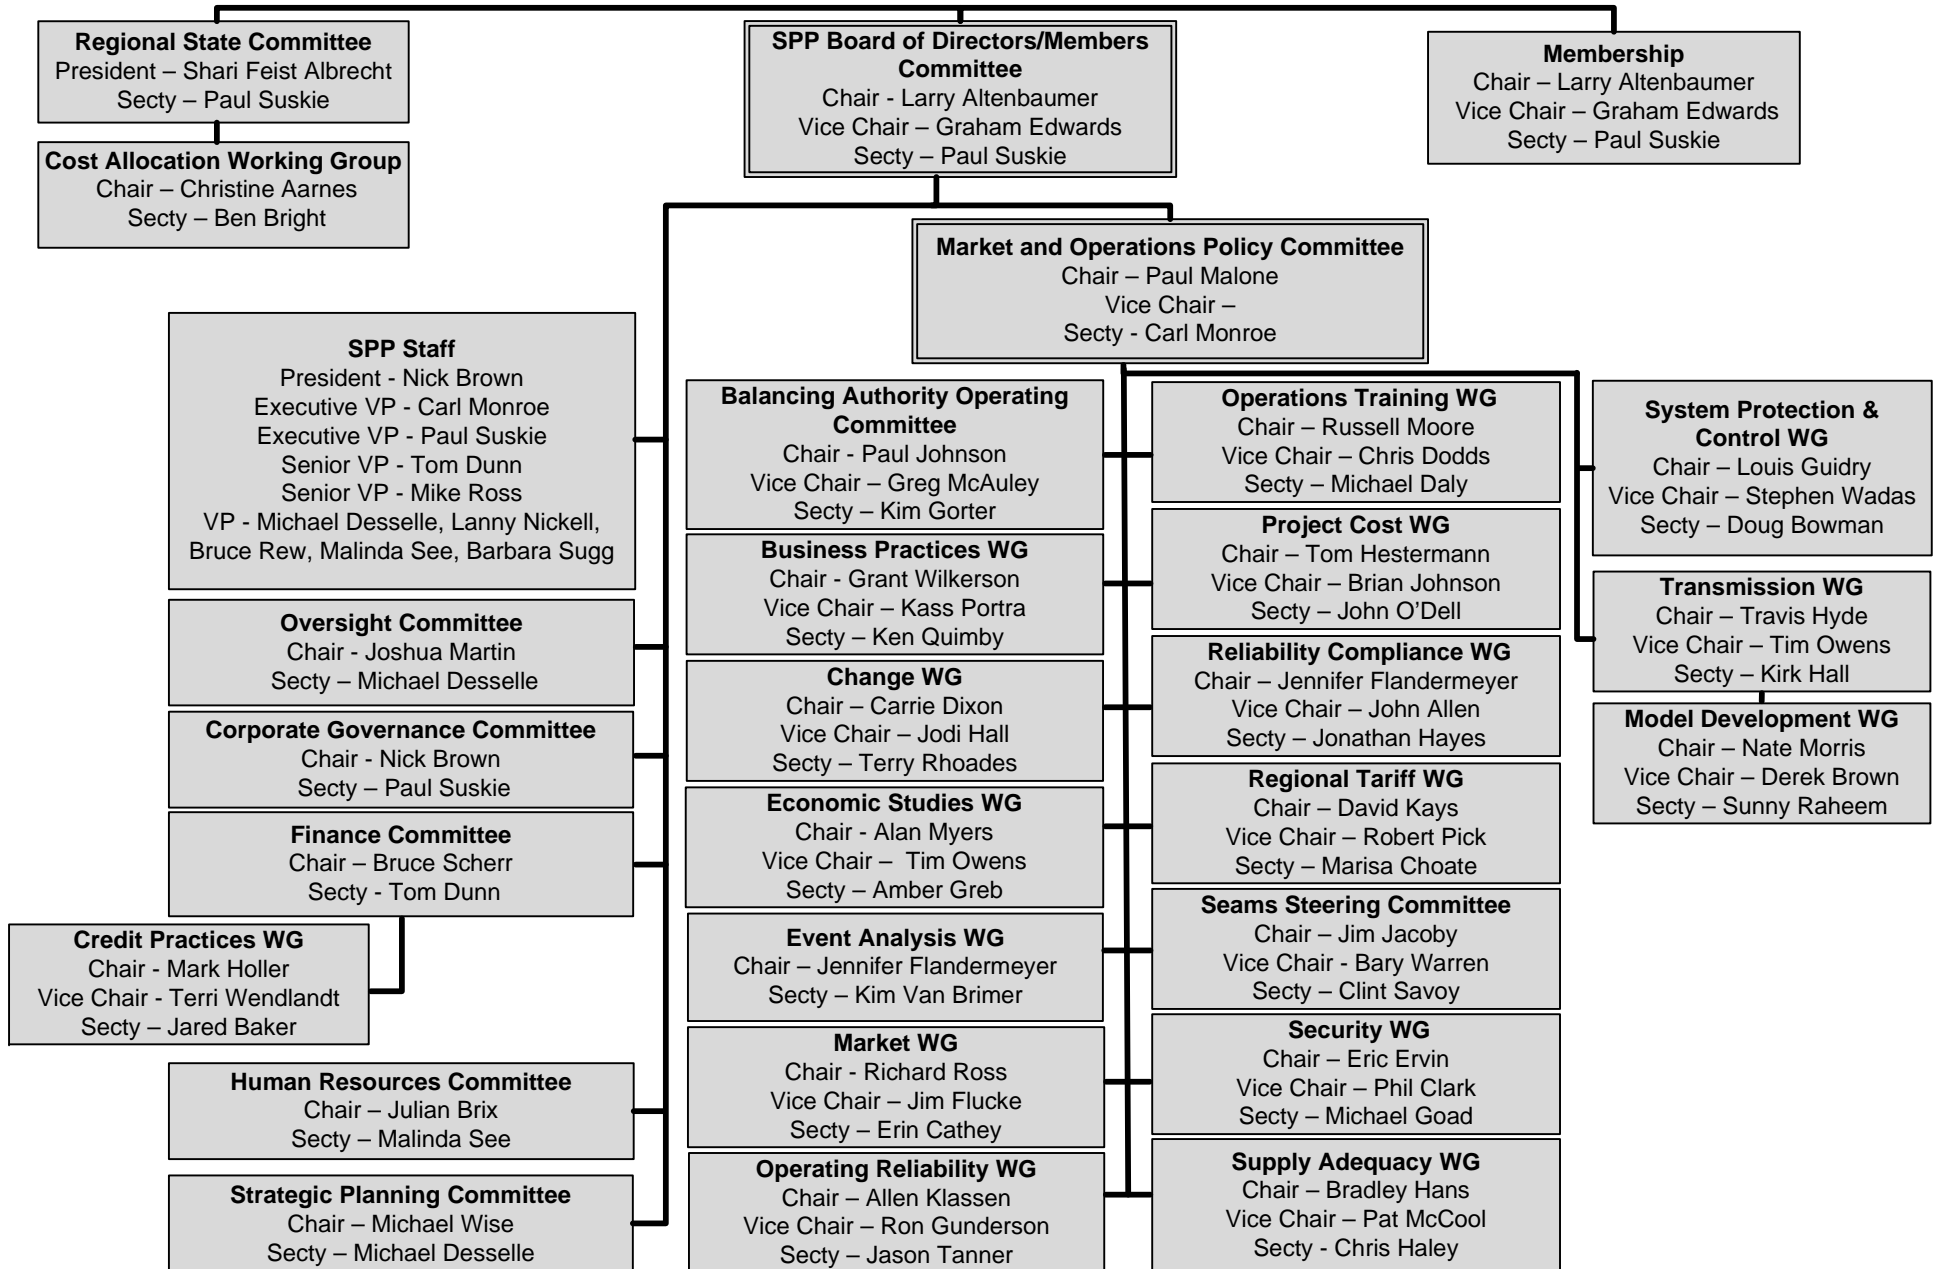 Regional State Committee
President – Shari Feist Albrecht
Secty – Paul Suskie
Cost Allocation Working Group
Chair – Christine Aarnes
Secty – Ben Bright
SPP Board of Directors/Members
Committee
Chair - Larry Altenbaumer
Vice Chair – Graham Edwards
Secty – Paul Suskie
Membership
Chair – Larry Altenbaumer
Vice Chair – Graham Edwards
Secty – Paul Suskie
Market and Operations Policy Committee
Chair – Paul Malone
Vice Chair –
Secty - Carl Monroe
SPP Staff
President - Nick Brown
Executive VP - Carl Monroe
Executive VP - Paul Suskie
Senior VP - Tom Dunn
Senior VP - Mike Ross
VP - Michael Desselle, Lanny Nickell,
Bruce Rew, Malinda See, Barbara Sugg
Oversight Committee
Chair - Joshua Martin
Secty – Michael Desselle
Corporate Governance Committee
Chair - Nick Brown
Secty – Paul Suskie
Finance Committee
Chair – Bruce Scherr
Secty - Tom Dunn
Credit Practices WG
Chair - Mark Holler
Vice Chair - Terri Wendlandt
Secty – Jared Baker
Human Resources Committee
Chair – Julian Brix
Secty – Malinda See
Strategic Planning Committee
Chair – Michael Wise
Secty – Michael Desselle
Balancing Authority Operating
Committee
Chair - Paul Johnson
Vice Chair – Greg McAuley
Secty – Kim Gorter
Business Practices WG
Chair - Grant Wilkerson
Vice Chair – Kass Portra
Secty – Ken Quimby
Change WG
Chair – Carrie Dixon
Vice Chair – Jodi Hall
Secty – Terry Rhoades
Economic Studies WG
Chair - Alan Myers
Vice Chair – Tim Owens
Secty – Amber Greb
Event Analysis WG
Chair – Jennifer Flandermeyer
Secty – Kim Van Brimer
Market WG
Chair - Richard Ross
Vice Chair – Jim Flucke
Secty – Erin Cathey
Operating Reliability WG
Chair – Allen Klassen
Vice Chair – Ron Gunderson
Secty – Jason Tanner
Operations Training WG
Chair – Russell Moore
Vice Chair – Chris Dodds
Secty – Michael Daly
Project Cost WG
Chair – Tom Hestermann
Vice Chair – Brian Johnson
Secty – John O’Dell
Reliability Compliance WG
Chair – Jennifer Flandermeyer
Vice Chair – John Allen
Secty – Jonathan Hayes
Regional Tariff WG
Chair – David Kays
Vice Chair – Robert Pick
Secty – Marisa Choate
Seams Steering Committee
Chair – Jim Jacoby
Vice Chair - Bary Warren
Secty – Clint Savoy
Security WG
Chair – Eric Ervin
Vice Chair – Phil Clark
Secty – Michael Goad
Supply Adequacy WG
Chair – Bradley Hans
Vice Chair – Pat McCool
Secty - Chris Haley
System Protection &
Control WG
Chair – Louis Guidry
Vice Chair – Stephen Wadas
Secty – Doug Bowman
Transmission WG
Chair – Travis Hyde
Vice Chair – Tim Owens
Secty – Kirk Hall
Model Development WG
Chair – Nate Morris
Vice Chair – Derek Brown
Secty – Sunny Raheem